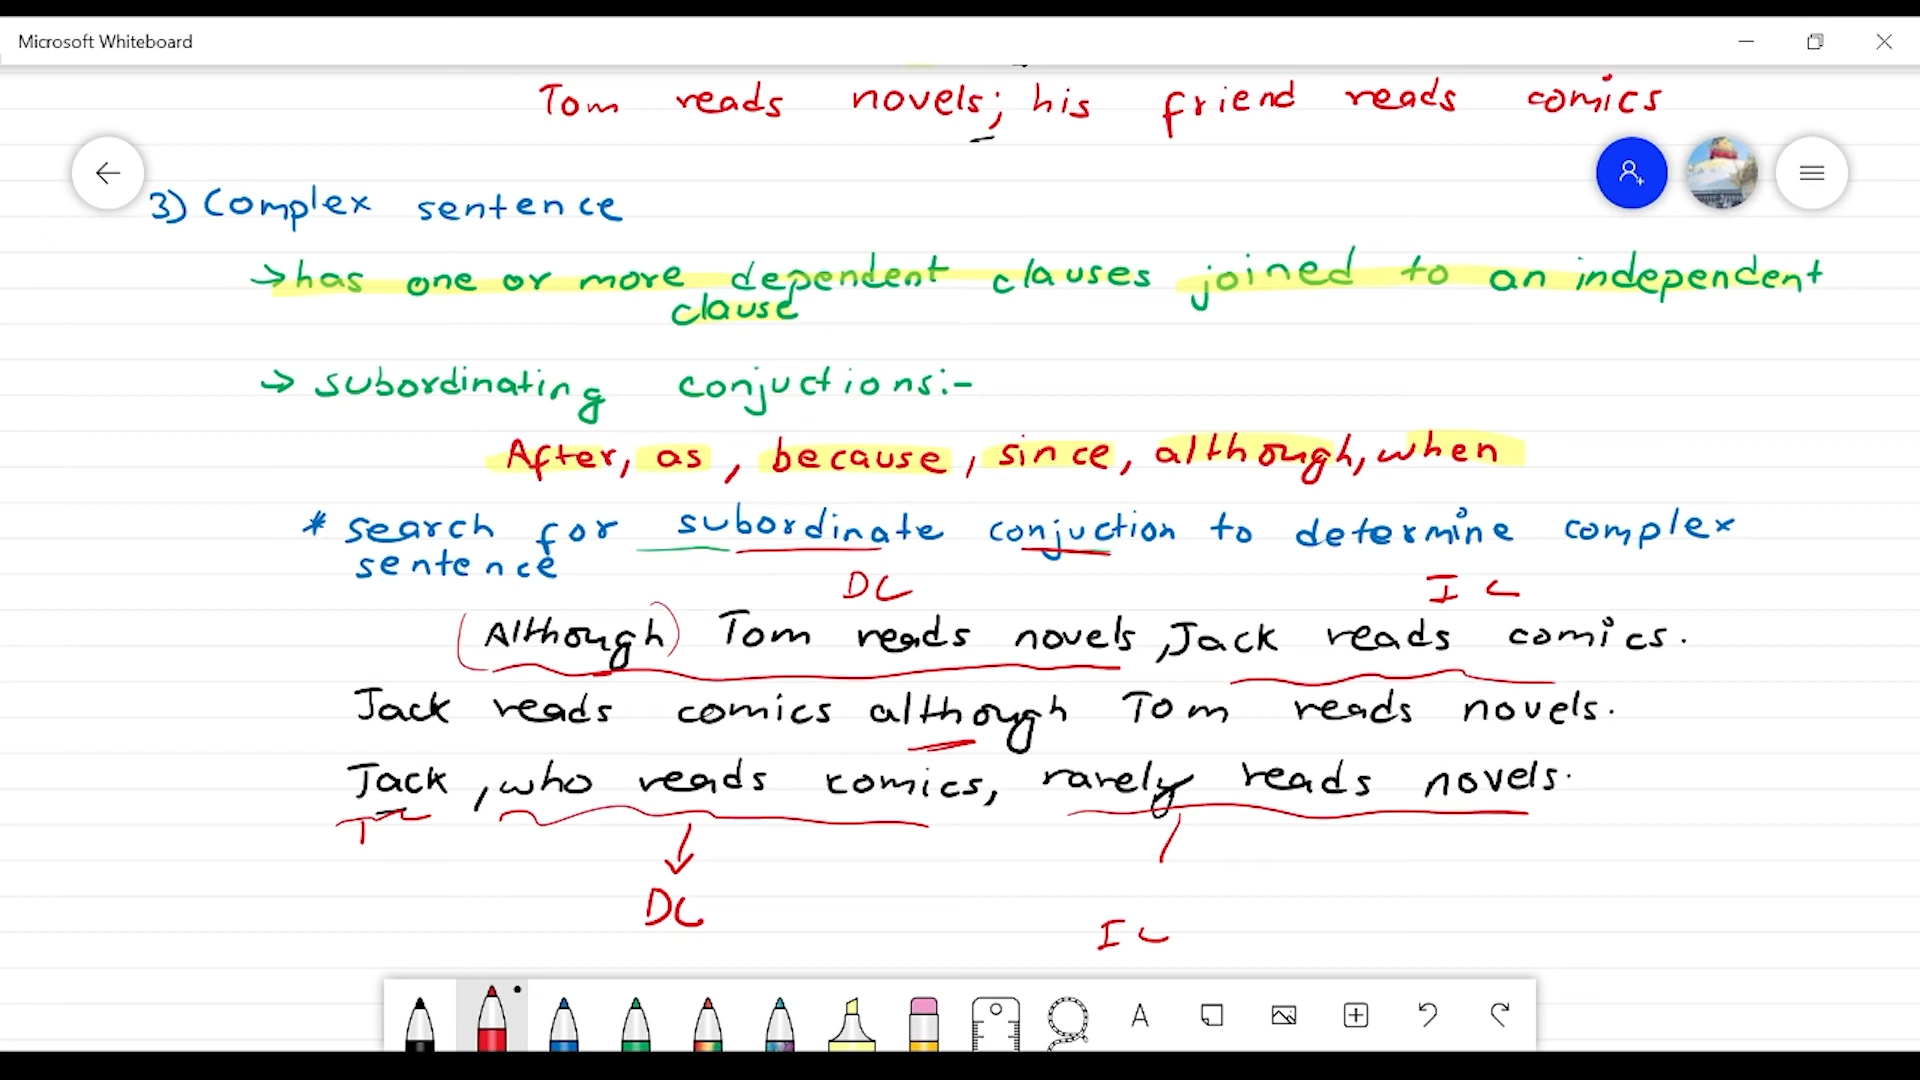 Microsoft Whiteboard
Tom reads novels; his friend reads comics
3) Complex sentence
→ has one or more dependent clauses joined to an independent
clause
→ subordinating conjuctions:-
After, as, because, since, although, when
* search for subordinate conjuction to determine complex
sentence
DC IC
(Although) Tom reads novels, Jack reads comics.
Jack reads comics although Tom reads novels.
Jack, who reads comics, rarely reads novels.
DC
IC
A